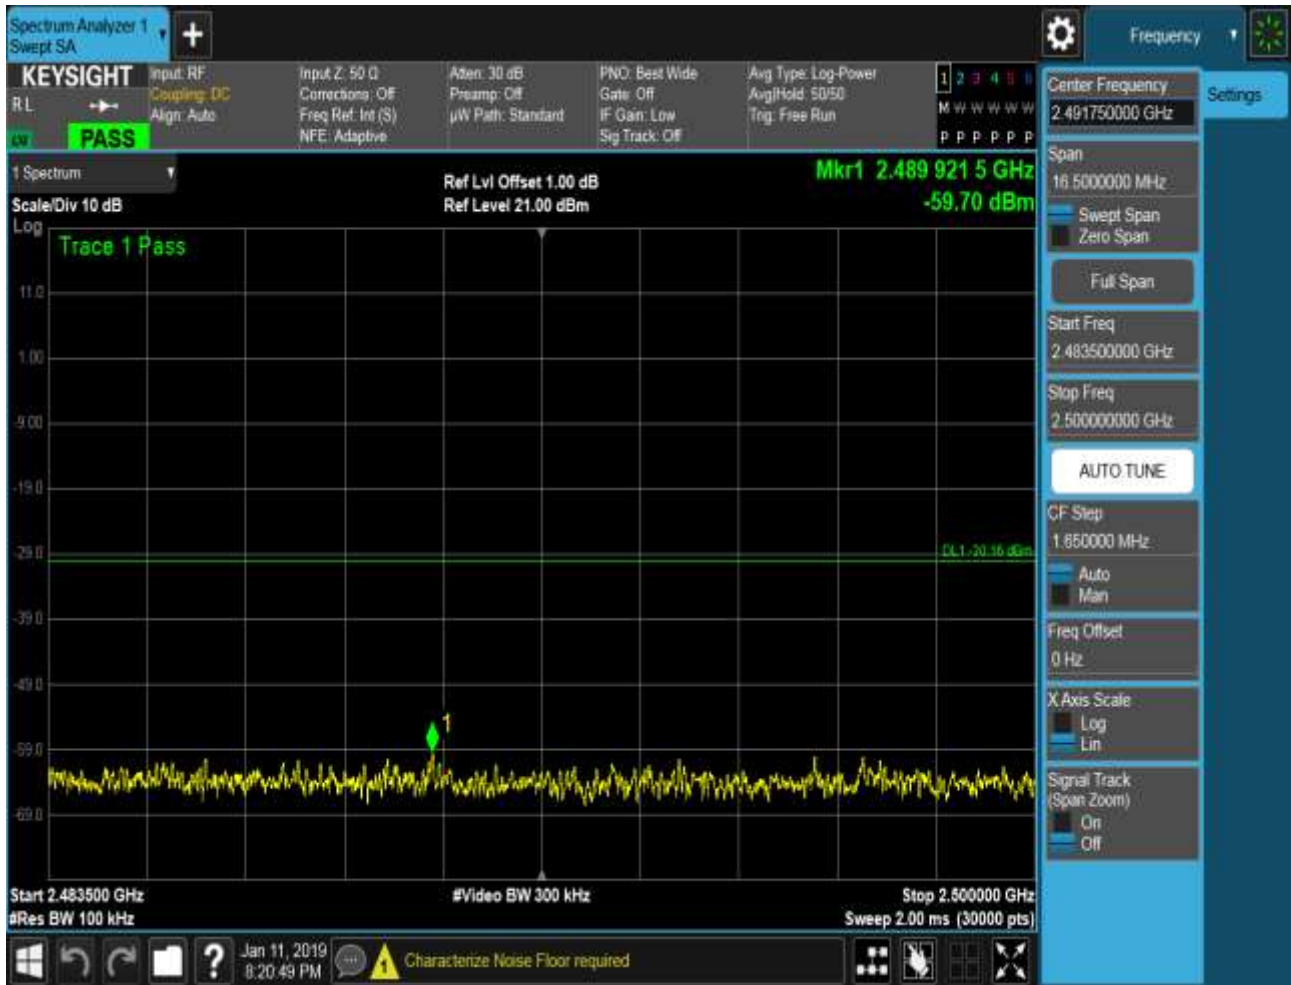 Spectrum Analyzer 1
Swept SA
+
Frequency
KEYSIGHT
R L
PASS
Input: RF
Coupling: DC
Align: Auto
Input Z: 50 Ω
Corrections: Off
Freq Ref: Int (S)
NFE: Adaptive
Atten: 30 dB
Preamp: Off
µW Path: Standard
PNO: Best Wide
Gate: Off
IF Gain: Low
Sig Track: Off
Avg Type: Log-Power
Avg|Hold: 50/50
Trig: Free Run
1 2 3 4 5 6
M W W W W W
P P P P P P
1 Spectrum
Scale/Div 10 dB
Ref Lvl Offset 1.00 dB
Ref Level 21.00 dBm
Mkr1 2.489 921 5 GHz
-59.70 dBm
Log
Trace 1 Pass
11.0
1.00
-9.00
-19.0
-29.0
-39.0
-49.0
-59.0
-69.0
1
Start 2.483500 GHz
#Res BW 100 kHz
#Video BW 300 kHz
Stop 2.500000 GHz
Sweep 2.00 ms (30000 pts)
Center Frequency
2.491750000 GHz
Settings
Span
16.5000000 MHz
Swept Span
Zero Span
Full Span
Start Freq
2.483500000 GHz
Stop Freq
2.500000000 GHz
AUTO TUNE
CF Step
1.650000 MHz
Auto
Man
Freq Offset
0 Hz
X Axis Scale
Log
Lin
Signal Track
(Span Zoom)
On
Off
?
Jan 11, 2019
8:20:49 PM
1
Characterize Noise Floor required